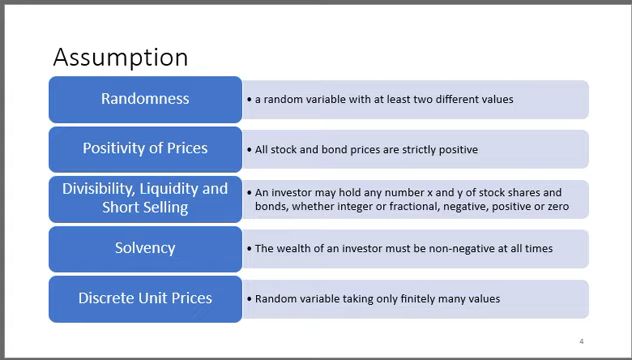 Assumption
Randomness
• a random variable with at least two different values
Positivity of Prices
• All stock and bond prices are strictly positive
Divisibility, Liquidity and
Short Selling
• An investor may hold any number x and y of stock shares and
bonds, whether integer or fractional, negative, positive or zero
Solvency
• The wealth of an investor must be non-negative at all times
Discrete Unit Prices
• Random variable taking only finitely many values
4